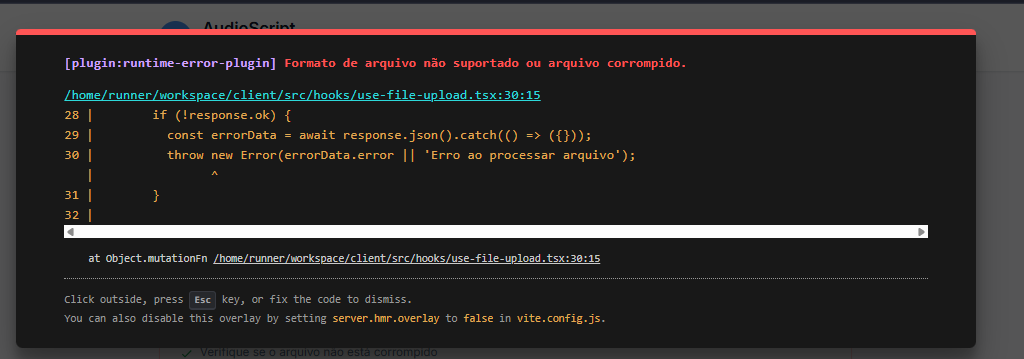 AudioScript
[plugin:runtime-error-plugin] Formato de arquivo não suportado ou arquivo corrompido.
/home/runner/workspace/client/src/hooks/use-file-upload.tsx:30:15
28 |        if (!response.ok) {
29 |          const errorData = await response.json().catch(() => ({}));
30 |          throw new Error(errorData.error || 'Erro ao processar arquivo');
   |                ^
31 |        }
32 |
at Object.mutationFn /home/runner/workspace/client/src/hooks/use-file-upload.tsx:30:15
Click outside, press Esc key, or fix the code to dismiss.
You can also disable this overlay by setting server.hmr.overlay to false in vite.config.js.
Verifique se o arquivo não está corrompido